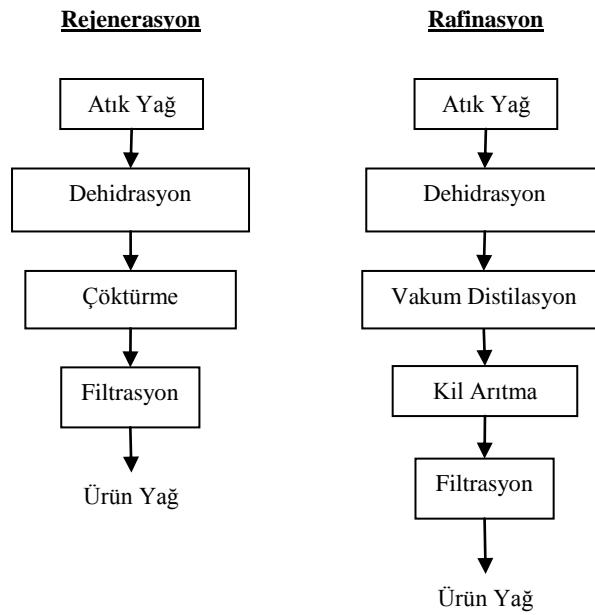 Rejenerasyon
Atık Yağ
Dehidrasyon
Çöktürme
Filtrasyon
Ürün Yağ
Rafinasyon
Atık Yağ
Dehidrasyon
Vakum Distilasyon
Kil Arıtma
Filtrasyon
Ürün Yağ